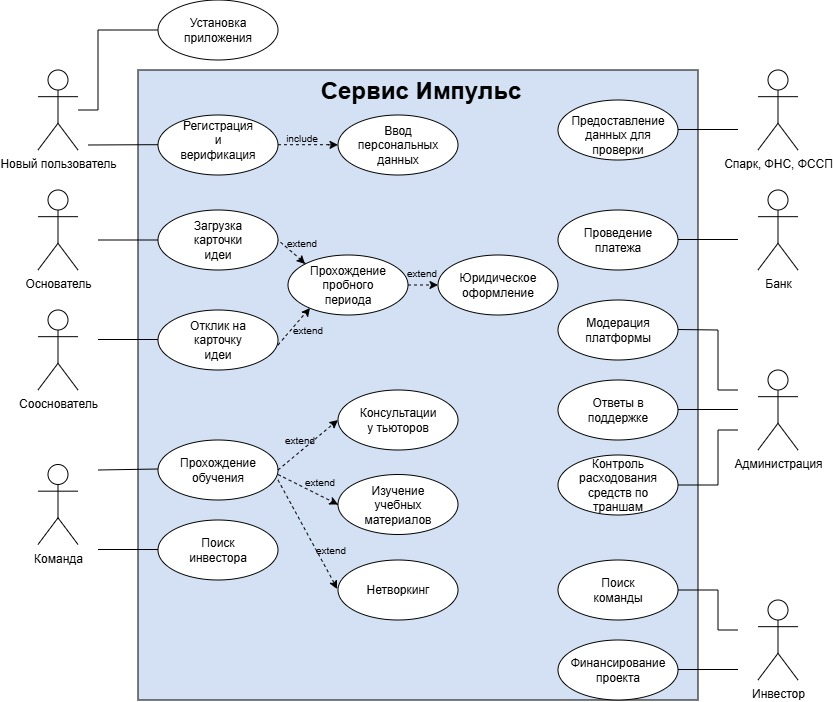 Установка
приложения
Сервис Импульс
Новый пользователь
Регистрация
и
верификация
include
Ввод
персональных
данных
Предоставление
данных для
проверки
Спарк, ФНС, ФССП
Основатель
Загрузка
карточки
идеи
extend
Прохождение
пробного
периода
extend
Юридическое
оформление
Проведение
платежа
Банк
Сооснователь
Отклик на
карточку
идеи
extend
Модерация
платформы
Ответы в
поддержке
Контроль
расходования
средств по
траншам
Администрация
Команда
Прохождение
обучения
extend
Консультации
у тьюторов
extend
Изучение
учебных
материалов
extend
Нетворкинг
Поиск
инвестора
Поиск
команды
Финансирование
проекта
Инвестор